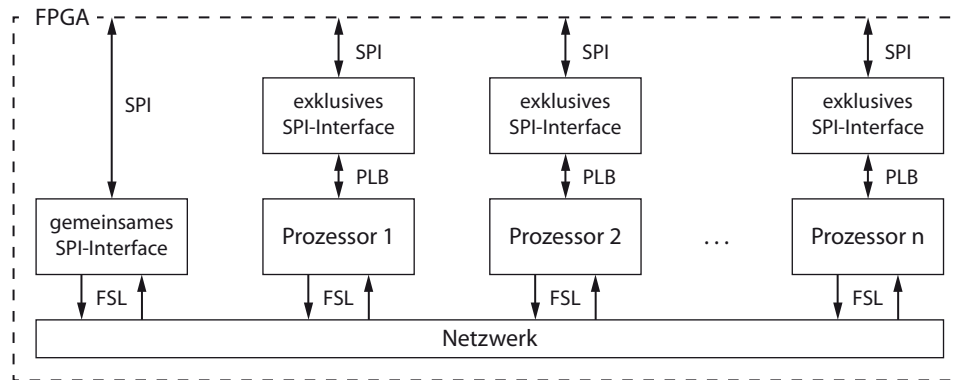 FPGA
SPI
SPI
SPI
SPI
exklusives
SPI-Interface
exklusives
SPI-Interface
exklusives
SPI-Interface
PLB
PLB
PLB
gemeinsames
SPI-Interface
Prozessor 1
Prozessor 2
...
Prozessor n
FSL
FSL
FSL
FSL
Netzwerk